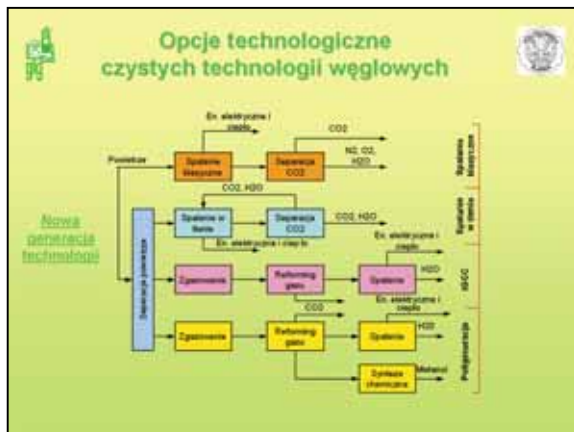 Opcje technologiczne
czystych technologii węglowych
En. elektryczna i
ciepło
CO2
Powietrze
Spalanie
klasyczne
Separacja
CO2
N2, O2,
H2O
Spalanie
klasyczne
CO2, H2O
Nowa
generacja
technologii
Separacja powietrza
Spalanie w
tlenie
Separacja
CO2
CO2, H2O
Spalanie
w tlenie
En. elektryczna i ciepło
En. elektryczna i
ciepło
Zgazowanie
Reforming
gazu
Spalanie
H2O
IGCC
CO2
En. elektryczna i
ciepło
Zgazowanie
Reforming
gazu
Spalanie
H2O
Poligeneracja
Synteza
chemiczna
Metanol